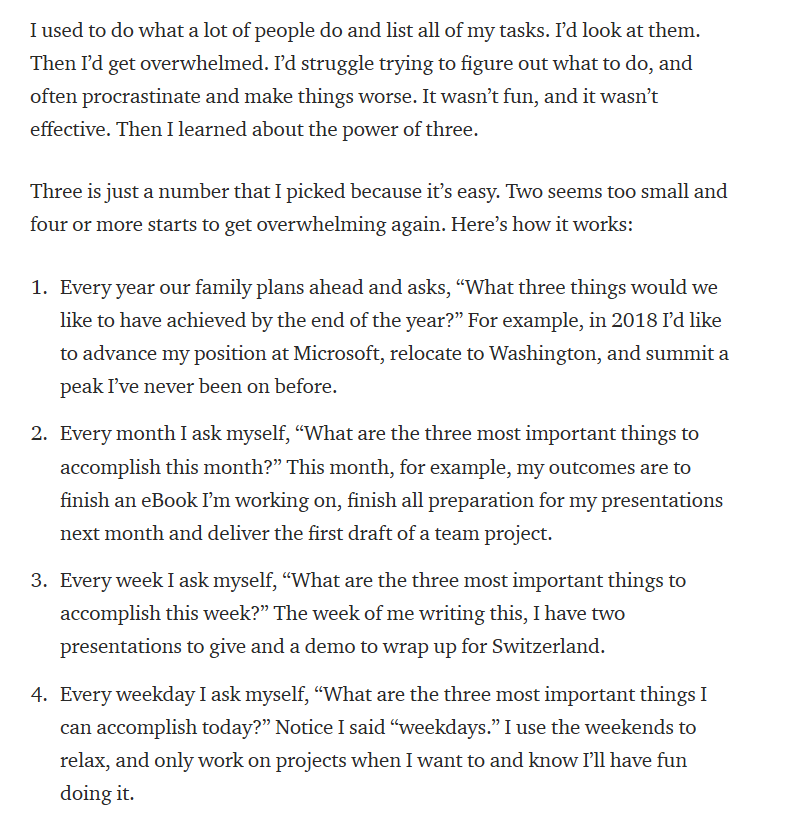 I used to do what a lot of people do and list all of my tasks. I’d look at them.
Then I’d get overwhelmed. I’d struggle trying to figure out what to do, and
often procrastinate and make things worse. It wasn’t fun, and it wasn’t
effective. Then I learned about the power of three.
Three is just a number that I picked because it’s easy. Two seems too small and
four or more starts to get overwhelming again. Here’s how it works:
1. Every year our family plans ahead and asks, “What three things would we
like to have achieved by the end of the year?” For example, in 2018 I’d like
to advance my position at Microsoft, relocate to Washington, and summit a
peak I’ve never been on before.
2. Every month I ask myself, “What are the three most important things to
accomplish this month?” This month, for example, my outcomes are to
finish an eBook I’m working on, finish all preparation for my presentations
next month and deliver the first draft of a team project.
3. Every week I ask myself, “What are the three most important things to
accomplish this week?” The week of me writing this, I have two
presentations to give and a demo to wrap up for Switzerland.
4. Every weekday I ask myself, “What are the three most important things I
can accomplish today?” Notice I said “weekdays.” I use the weekends to
relax, and only work on projects when I want to and know I’ll have fun
doing it.